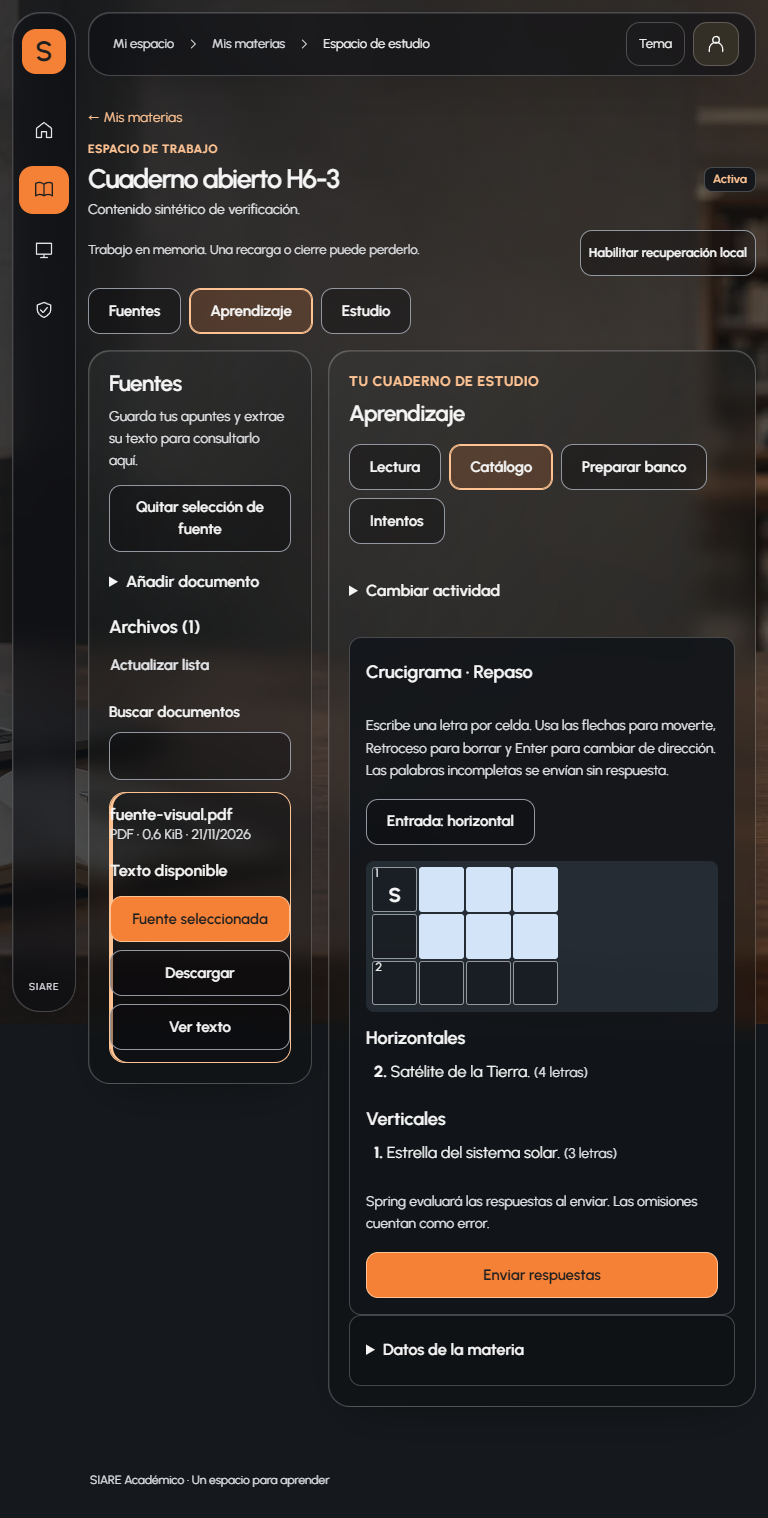 S
Mi espacio > Mis materias > Espacio de estudio
Tema
← Mis materias
ESPACIO DE TRABAJO
Cuaderno abierto H6-3
Activa
Contenido sintético de verificación.
Trabajo en memoria. Una recarga o cierre puede perderlo.
Habilitar recuperación local
Fuentes
Aprendizaje
Estudio
Fuentes
Guarda tus apuntes y extrae
su texto para consultarlo
aquí.
Quitar selección de
fuente
Añadir documento
Archivos (1)
Actualizar lista
Buscar documentos
fuente-visual.pdf
PDF · 0,6 KiB · 21/11/2026
Texto disponible
Fuente seleccionada
Descargar
Ver texto
SIARE
TU CUADERNO DE ESTUDIO
Aprendizaje
Lectura
Catálogo
Preparar banco
Intentos
Cambiar actividad
Crucigrama · Repaso
Escribe una letra por celda. Usa las flechas para moverte,
Retroceso para borrar y Enter para cambiar de dirección.
Las palabras incompletas se envían sin respuesta.
Entrada: horizontal
1
S
2
Horizontales
2. Satélite de la Tierra. (4 letras)
Verticales
1. Estrella del sistema solar. (3 letras)
Spring evaluará las respuestas al enviar. Las omisiones
cuentan como error.
Enviar respuestas
Datos de la materia
SIARE Académico · Un espacio para aprender